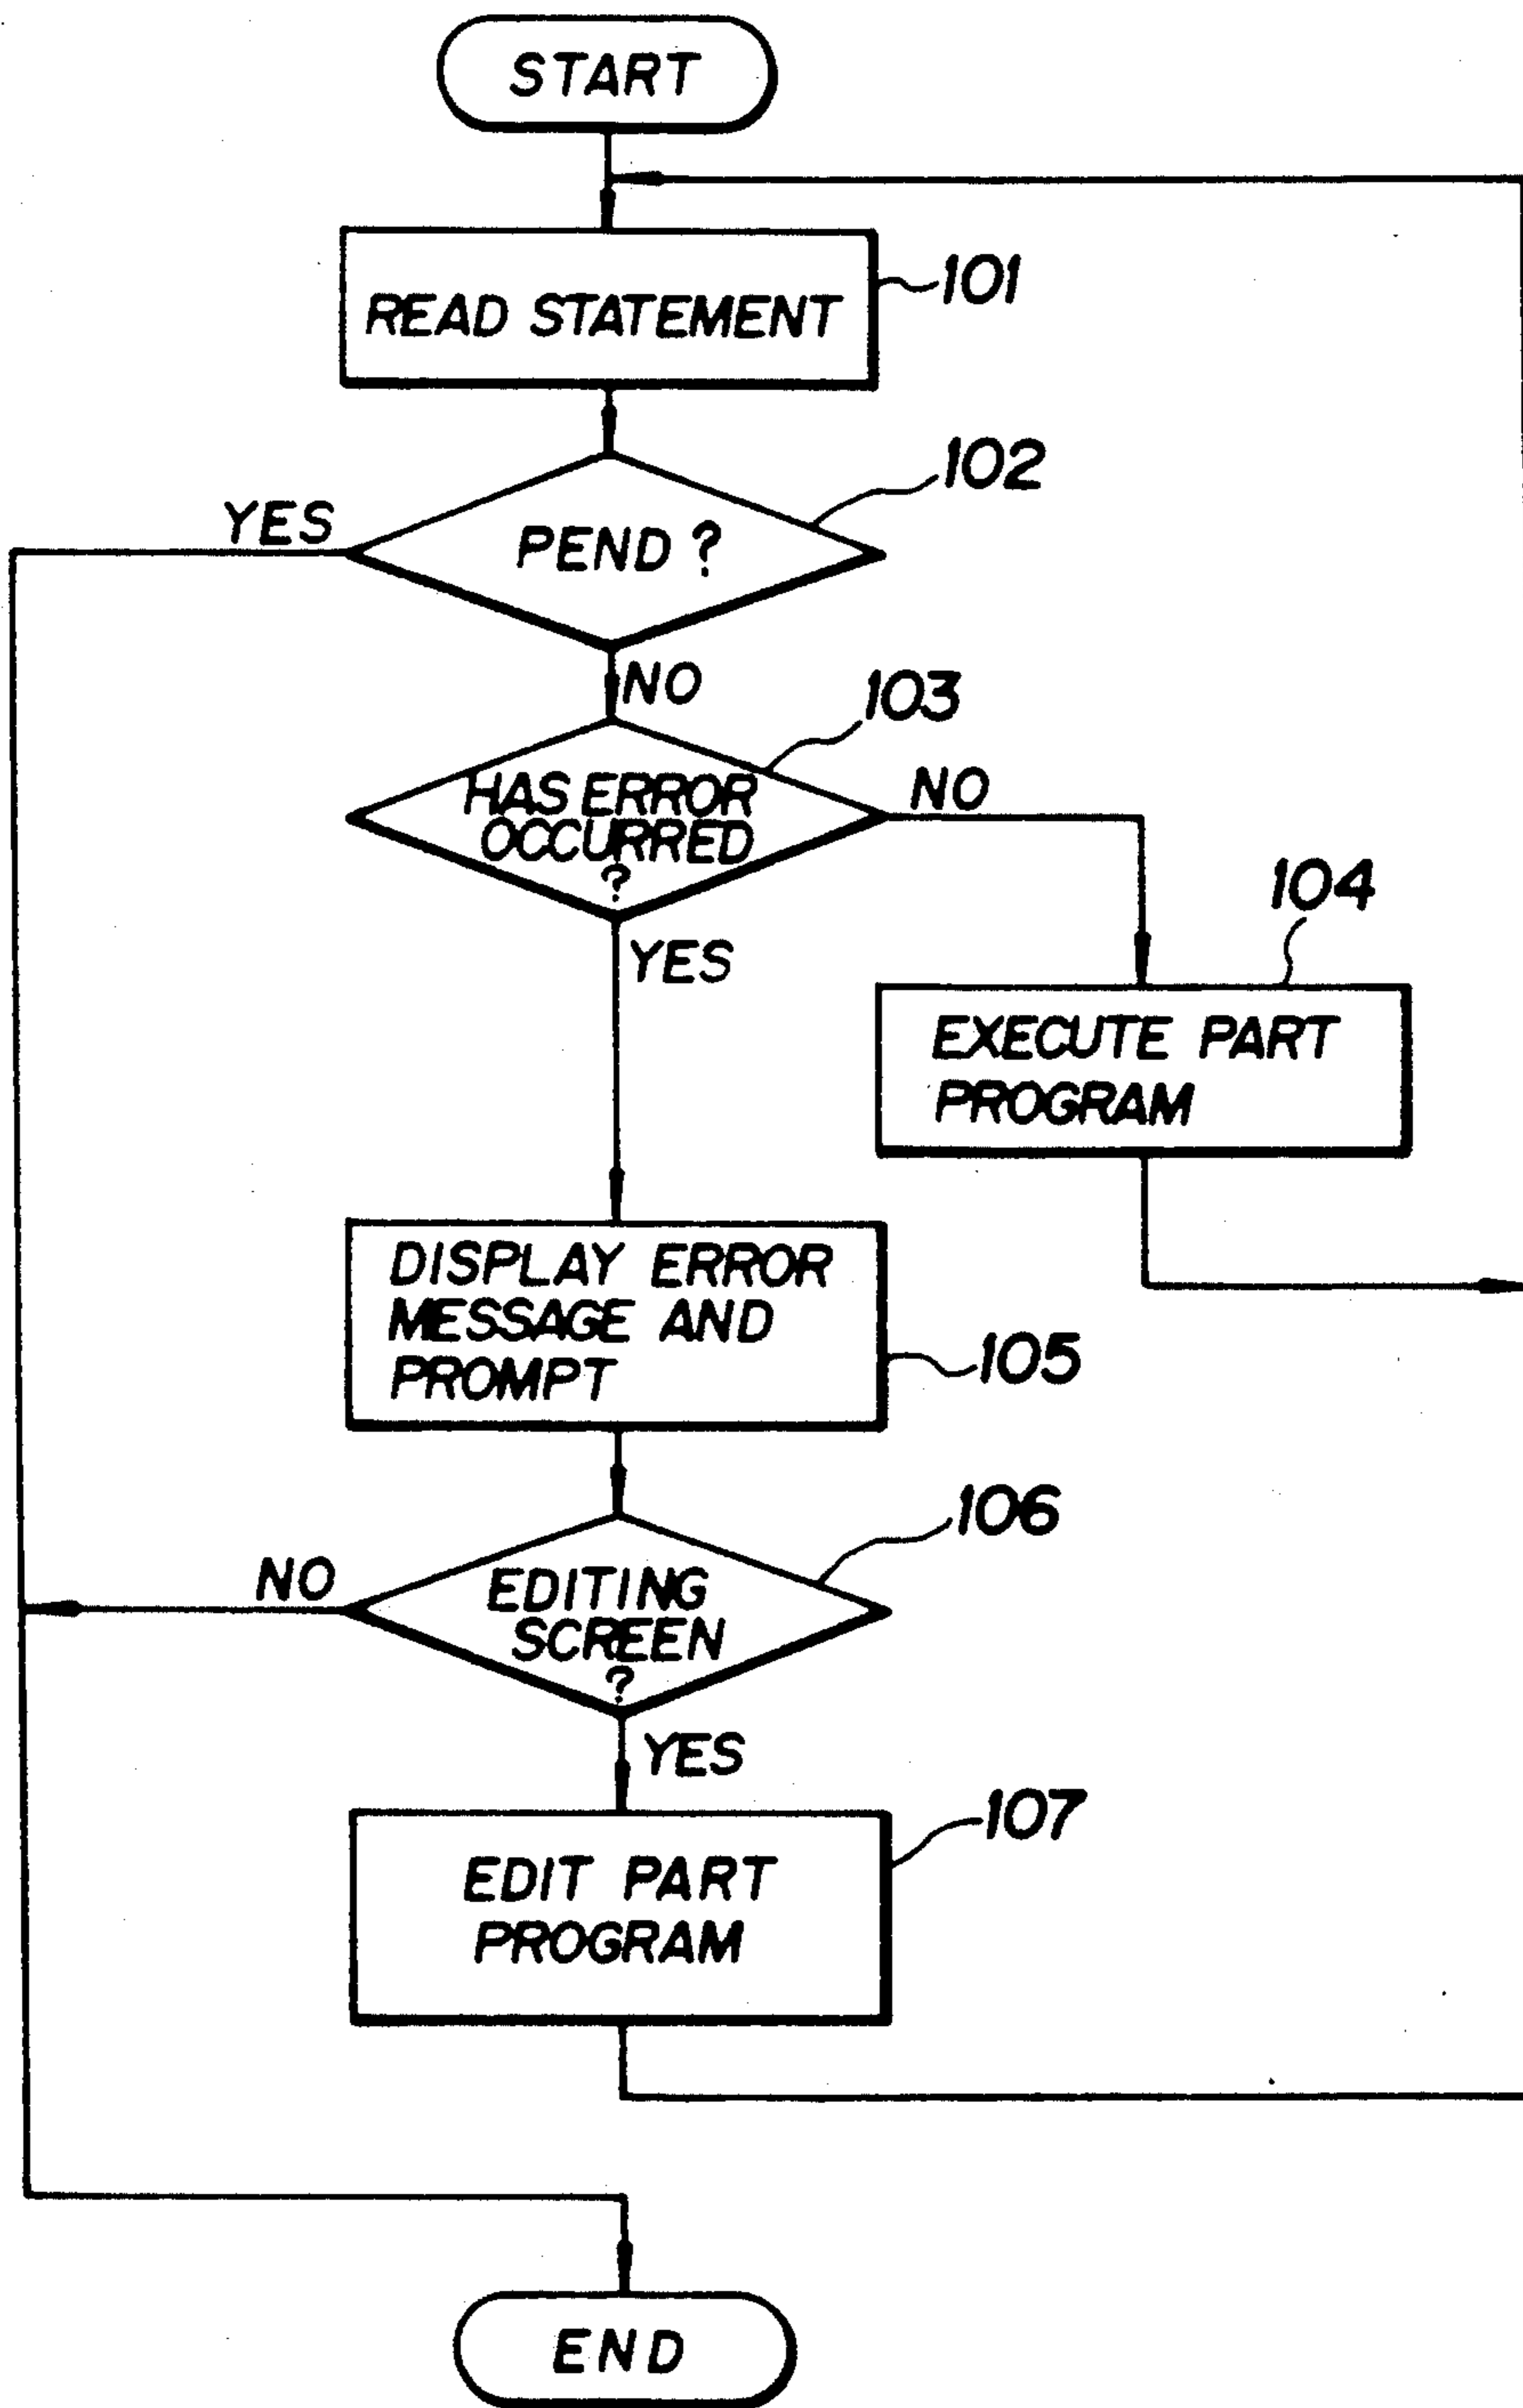 START
READ STATEMENT
101
102
YES
PEND ?
NO
103
HAS ERROR
OCCURRED
?
NO
YES
104
EXECUTE PART
PROGRAM
DISPLAY ERROR
MESSAGE AND
PROMPT
105
106
NO
EDITING
SCREEN
?
YES
107
EDIT PART
PROGRAM
END